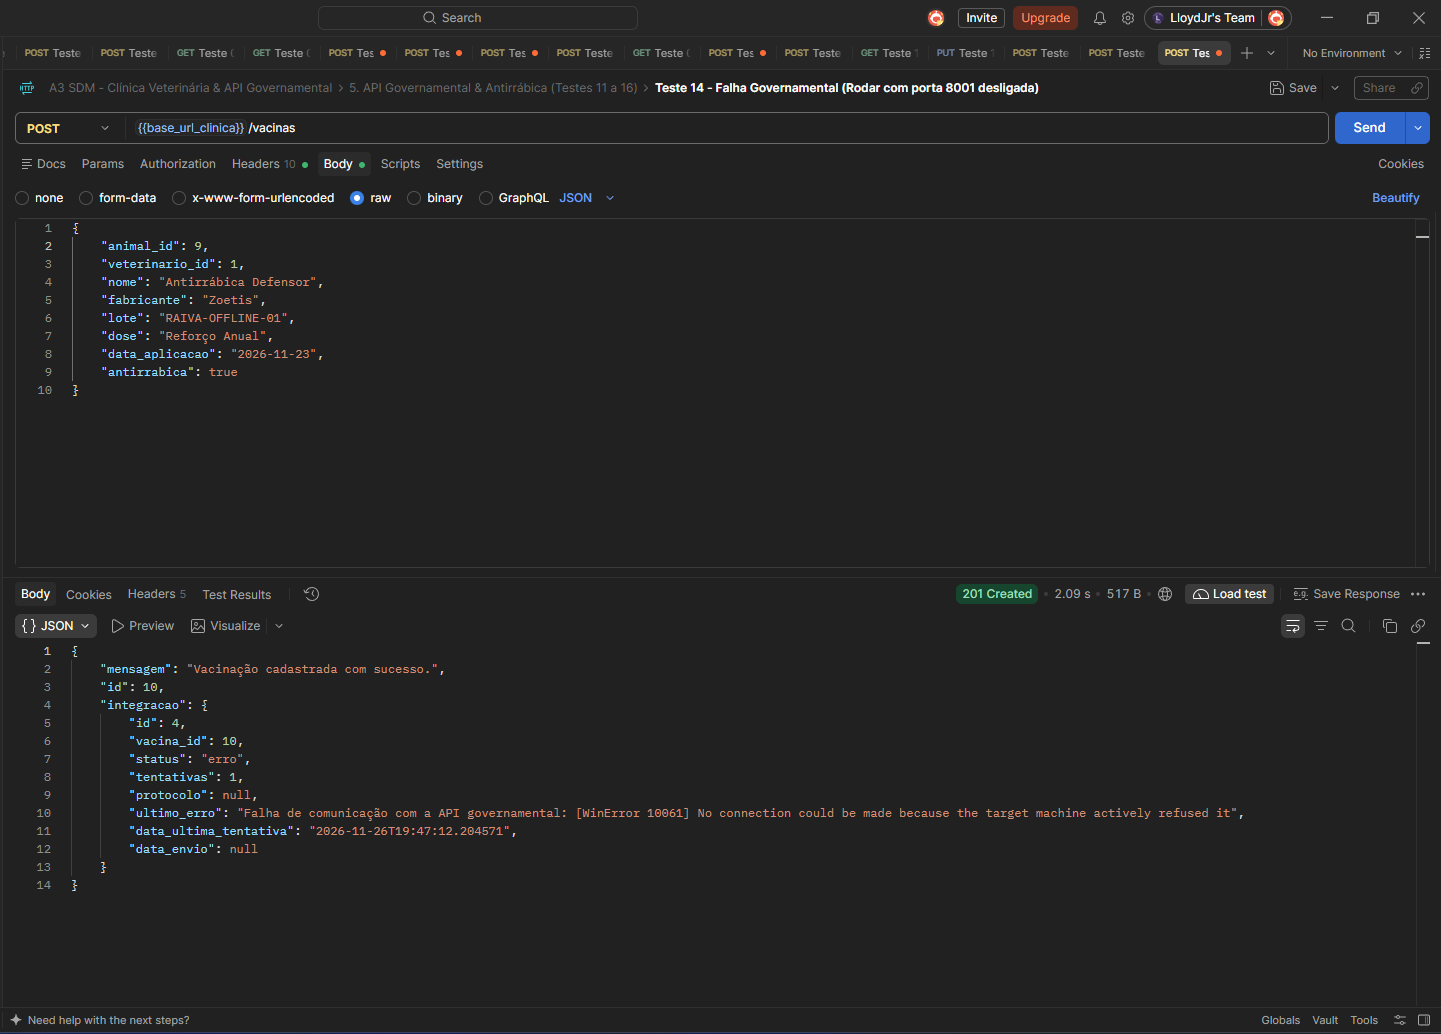 Search
Invite
Upgrade
LloydJr's Team
POST Teste
POST Teste
GET Teste
GET Teste
POST Tes
POST Tes
POST Tes
POST Teste
GET Teste
POST Tes
POST Teste
GET Teste
PUT Teste
POST Teste
POST Teste
POST Tes
No Environment
HTTP
A3 SDM - Clínica Veterinária & API Governamental > 5. API Governamental & Antirrábica (Testes 11 a 16) > Teste 14 - Falha Governamental (Rodar com porta 8001 desligada)
Save
Share
POST
{{base_url_clinica}} /vacinas
Send
Docs
Params
Authorization
Headers 10
Body
Scripts
Settings
Cookies
none
form-data
x-www-form-urlencoded
raw
binary
GraphQL
JSON
Beautify
1 {
2 "animal_id": 9,
3 "veterinario_id": 1,
4 "nome": "Antirrábica Defensor",
5 "fabricante": "Zoetis",
6 "lote": "RAIVA-OFFLINE-01",
7 "dose": "Reforço Anual",
8 "data_aplicacao": "2026-11-23",
9 "antirrabica": true
10 }
Body
Cookies
Headers 5
Test Results
201 Created
2.09 s
517 B
Load test
e.g. Save Response
{} JSON
Preview
Visualize
1 {
2 "mensagem": "Vacinação cadastrada com sucesso.",
3 "id": 10,
4 "integracao": {
5 "id": 4,
6 "vacina_id": 10,
7 "status": "erro",
8 "tentativas": 1,
9 "protocolo": null,
10 "ultimo_erro": "Falha de comunicação com a API governamental: [WinError 10061] No connection could be made because the target machine actively refused it",
11 "data_ultima_tentativa": "2026-11-26T19:47:12.204571",
12 "data_envio": null
13 }
14 }
Need help with the next steps?
Globals
Vault
Tools